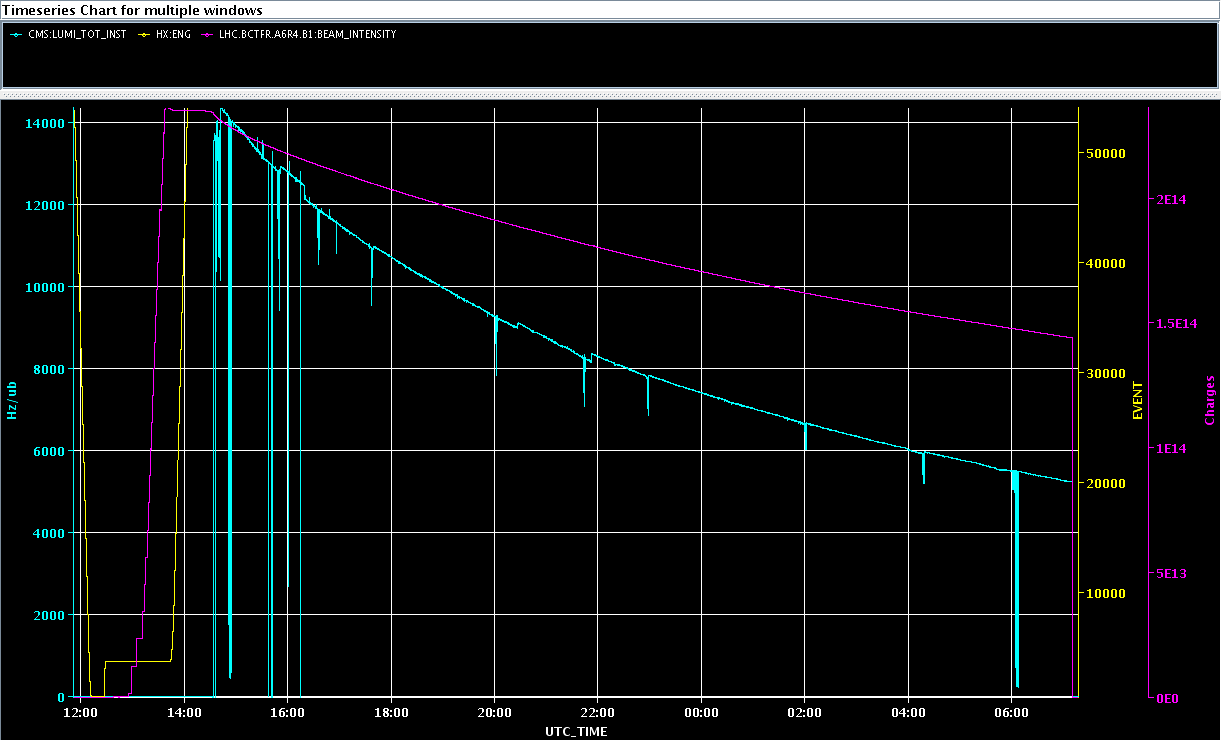 Timeseries Chart for multiple windows
CMS:LUMI_TOT_INST HX:ENG LHC.BCTFR.A6R4.B1:BEAM_INTENSITY
14000
12000
10000
8000
6000
4000
2000
0
Hz/ub
50000
40000
30000
20000
10000
EVENT
2E14
1.5E14
1E14
5E13
0E0
Charges
12:00 14:00 16:00 18:00 20:00 22:00 00:00 02:00 04:00 06:00
UTC_TIME